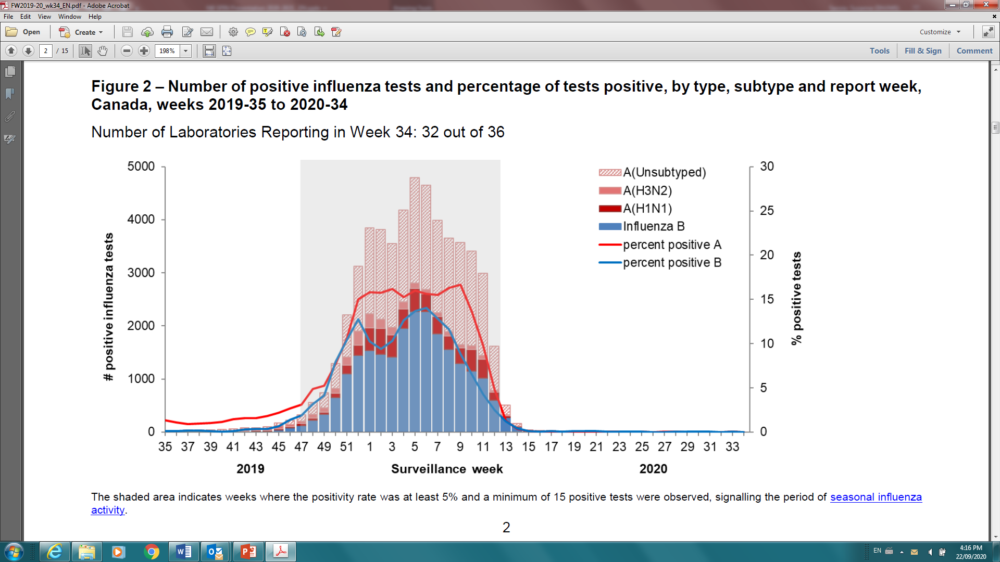 FW2019-20_wk34_EN.pdf - Adobe Acrobat
File Edit View Window Help
Open Create Customize
2 / 15 198% Tools Fill & Sign Comment
Figure 2 – Number of positive influenza tests and percentage of tests positive, by type, subtype and report week,
Canada, weeks 2019-35 to 2020-34
Number of Laboratories Reporting in Week 34: 32 out of 36
5000
4000
3000
2000
1000
0
# positive influenza tests
A(Unsubtyped)
A(H3N2)
A(H1N1)
Influenza B
percent positive A
percent positive B
30
25
20
15
10
5
0
% positive tests
35 37 39 41 43 45 47 49 51 1 3 5 7 9 11 13 15 17 19 21 23 25 27 29 31 33
2019 Surveillance week 2020
The shaded area indicates weeks where the positivity rate was at least 5% and a minimum of 15 positive tests were observed, signalling the period of seasonal influenza
activity.
2
EN 4:16 PM
22/09/2020